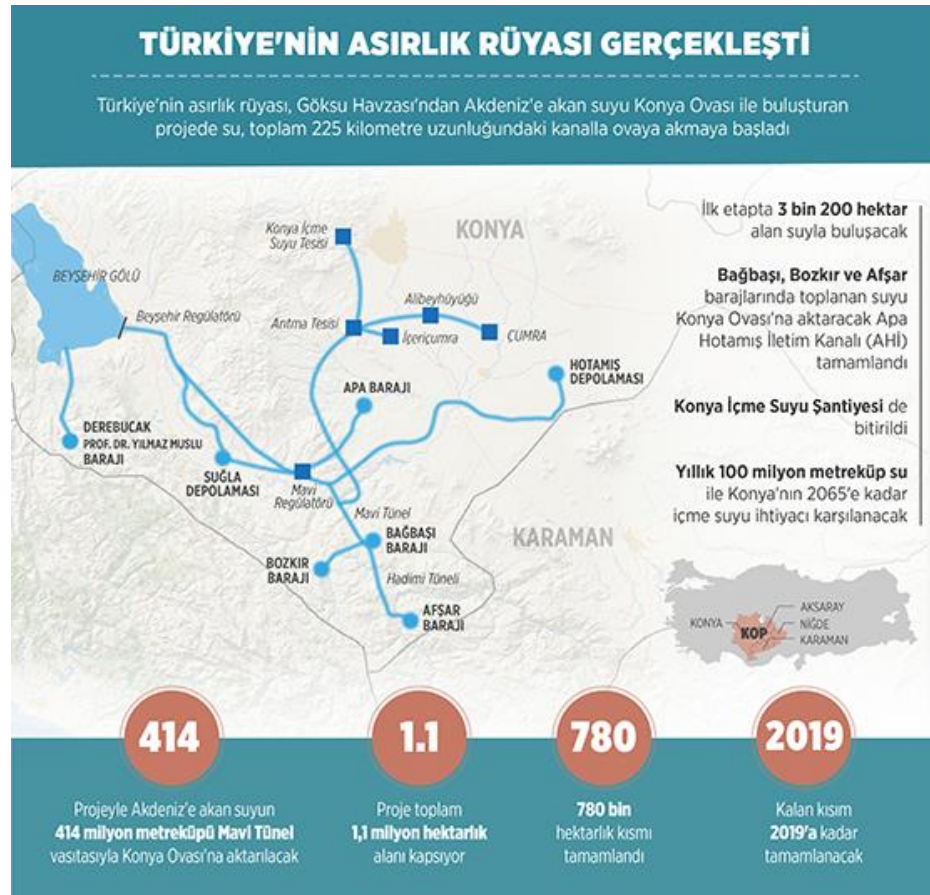 TÜRKİYE'NİN ASIRLIK RÜYASI GERÇEKLEŞTİ
Türkiye'nin asırlık rüyası, Göksu Havzası'ndan Akdeniz'e akan suyu Konya Ovası ile buluşturan
projede su, toplam 225 kilometre uzunluğundaki kanalla ovaya akmaya başladı
Konya İçme
Suyu Tesisi
KONYA
BEYŞEHİR GÖLÜ
Beyşehir Regülatörü
Arıtma Tesisi
Alibeyhüyüğü
İçeriçumra
ÇUMRA
HOTAMIŞ
DEPOLAMASI
APA BARAJI
DEREBUCAK
PROF. DR. YILMAZ MUSLU
BARAJI
SUĞLA
DEPOLAMASI
Mavi
Regülatörü
Mavi Tünel
BAĞBAŞI
BARAJI
BOZKIR
BARAJI
Hadimi Tüneli
AFŞAR
BARAJI
KARAMAN
İlk etapta 3 bin 200 hektar
alan suyla buluşacak
Bağbaşı, Bozkır ve Afşar
barajlarında toplanan suyu
Konya Ovası'na aktaracak Apa
Hotamış İletim Kanalı (AHİ)
tamamlandı
Konya İçme Suyu Şantiyesi de
bitirildi
Yıllık 100 milyon metreküp su
ile Konya'nın 2065'e kadar
içme suyu ihtiyacı karşılanacak
KONYA
KOP
AKSARAY
NİĞDE
KARAMAN
414
Projeyle Akdeniz'e akan suyun
414 milyon metreküpü Mavi Tünel
vasıtasıyla Konya Ovası'na aktarılacak
1.1
Proje toplam
1,1 milyon hektarlık
alanı kapsıyor
780
780 bin
hektarlık kısmı
tamamlandı
2019
Kalan kısım
2019'a kadar
tamamlanacak